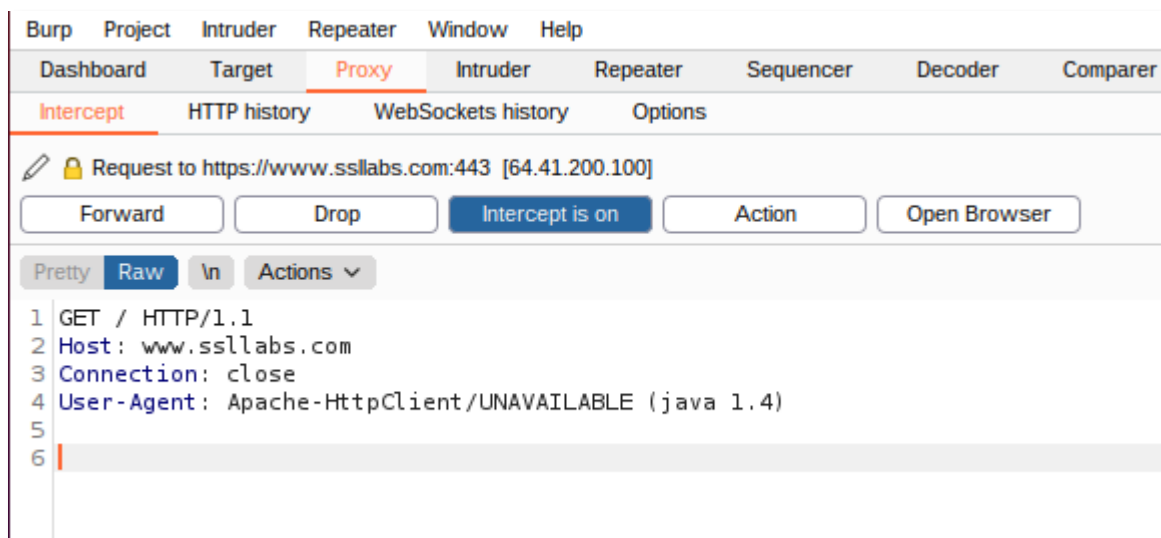 Burp Project Intruder Repeater Window Help
Dashboard Target Proxy Intruder Repeater Sequencer Decoder Comparer
Intercept HTTP history WebSockets history Options
Request to https://www.ssllabs.com:443 [64.41.200.100]
Forward Drop Intercept is on Action Open Browser
Pretty Raw \n Actions
1 GET / HTTP/1.1
2 Host: www.ssllabs.com
3 Connection: close
4 User-Agent: Apache-HttpClient/UNAVAILABLE (java 1.4)
5
6